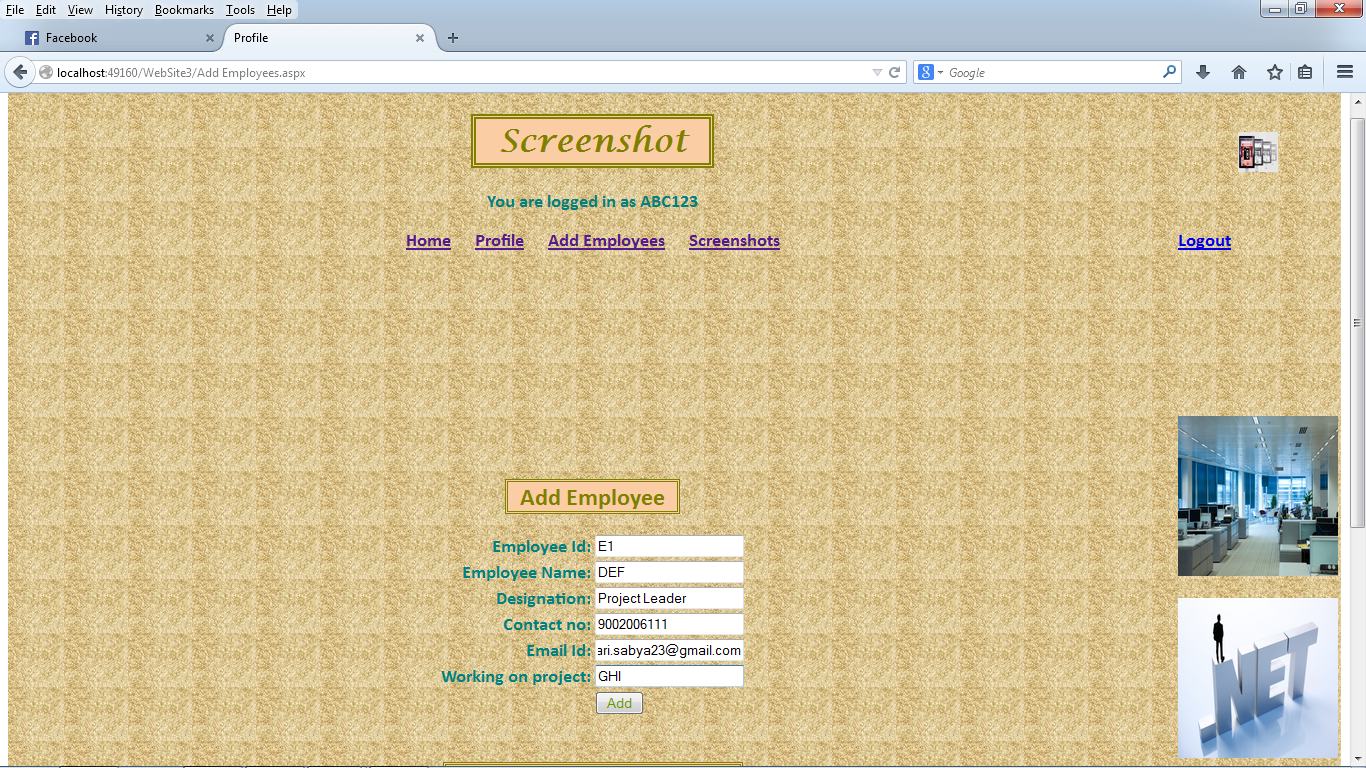 File Edit View History Bookmarks Tools Help
Facebook Profile
localhost:49160/WebSite3/Add Employees.aspx Google
Screenshot
You are logged in as ABC123
Home Profile Add Employees Screenshots Logout
Add Employee
Employee Id: E1
Employee Name: DEF
Designation: Project Leader
Contact no: 9002006111
Email Id: ari.sabya23@gmail.com
Working on project: GHI
Add
.NET